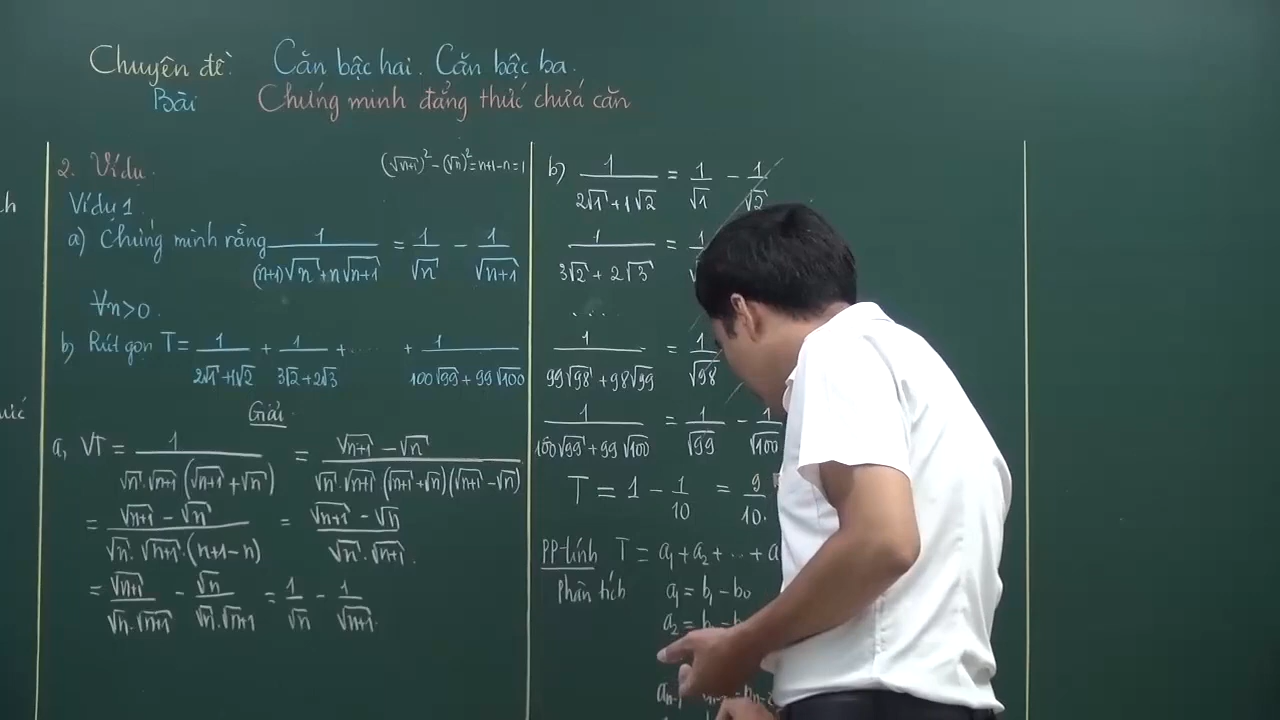 Chuyên đề. Căn bậc hai. Căn bậc ba.
Bài Chứng minh đẳng thức chứa căn
2. Ví dụ.
(√(n+1))² − (√n)² = n+1−n = 1
Ví dụ 1.
a) Chứng minh rằng 1/((n+1)√n + n√(n+1)) = 1/√n − 1/√(n+1)
∀n>0.
b) Rút gọn T = 1/(2√1+1√2) + 1/(3√2+2√3) + ...... + 1/(100√99 + 99√100)
Giải
a, VT = 1/(√n.√(n+1)(√(n+1)+√n)) = (√(n+1) − √n)/(√n.√(n+1).(√(n+1)+√n)(√(n+1)−√n))
= (√(n+1) − √n)/(√n.√(n+1).(n+1−n)) = (√(n+1) − √n)/(√n.√(n+1)).
= √(n+1)/(√n.√(n+1)) − √n/(√n.√(n+1)) = 1/√n − 1/√(n+1).
b) 1/(2√1+1√2) = 1/√1 − 1/√2
1/(3√2 + 2√3) = 1
....
1/(99√98 + 98√99) = 1/√98
1/(100√99 + 99√100) = 1/√99 − 1/√100
T = 1 − 1/10 = 9/10.
PP tính T = a₁ + a₂ + ... + a
Phân tích a₁ = b₁ − b₀
a₂ =